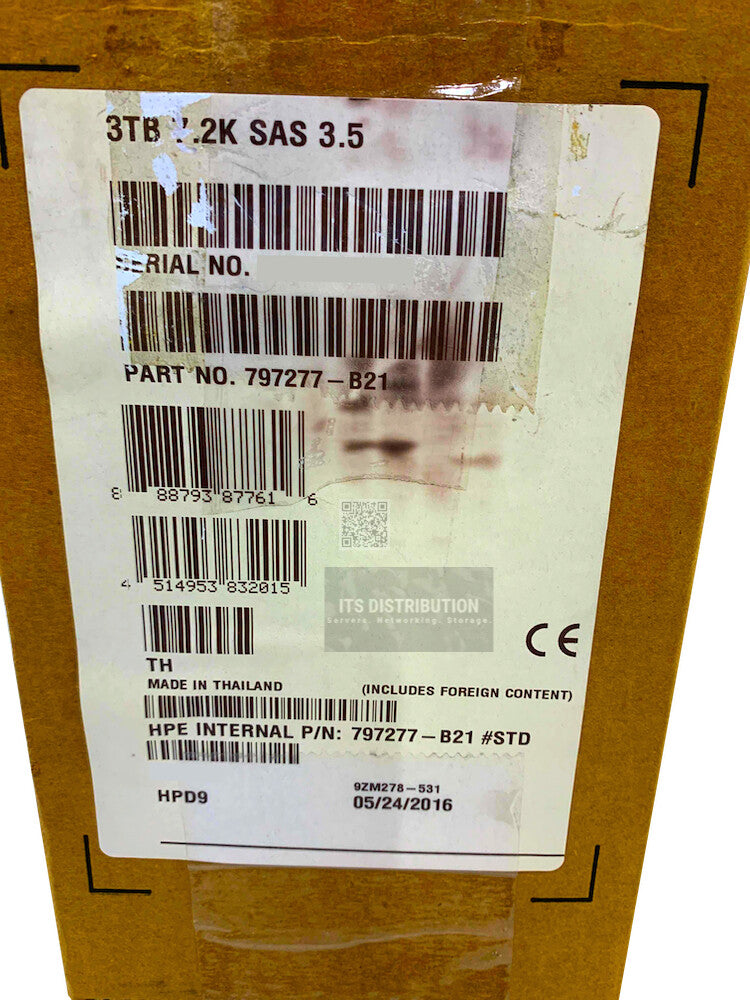 3TB 7.2K SAS 3.5
SERIAL NO.
PART NO. 797277-B21
8 88793 87761 6
4 514953 832015
ITS DISTRIBUTION
Servers. Networking. Storage.
CE
TH
MADE IN THAILAND (INCLUDES FOREIGN CONTENT)
HPE INTERNAL P/N: 797277-B21 #STD
9ZM278-531
HPD9 05/24/2016